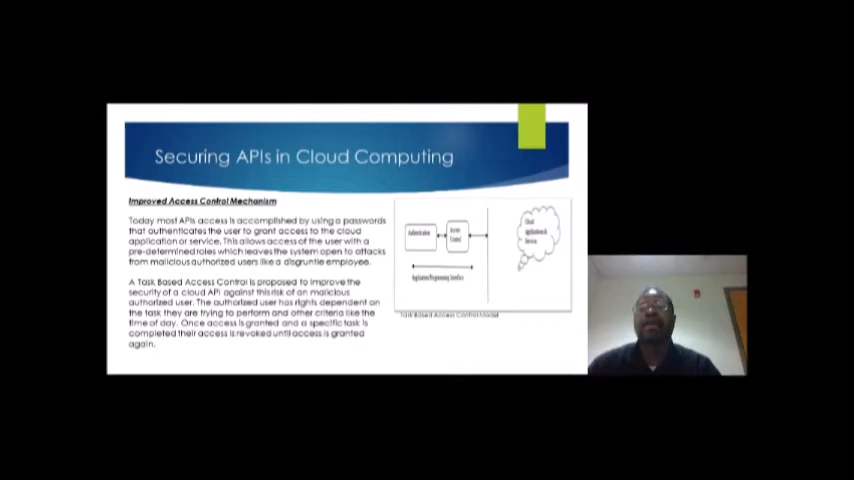 Securing APIs in Cloud Computing
Improved Access Control Mechanism
Today most APIs access is accomplished by using a passwords
that authenticates the user to grant access to the cloud
application or service. This allows access of the user with a
pre-determined roles which leaves the system open to attacks
from malicious authorized users like a disgruntle employee.
A Task Based Access Control is proposed to improve the
security of a cloud API against this risk of an malicious
authorized user. The authorized user has rights dependent on
the task they are trying to perform and other criteria like the
time of day. Once access is granted and a specific task is
completed their access is revoked until access is granted
again.
Authentication
Access
Control
Cloud
Applications &
Services
Application Programming Interface
Task Based Access Control Model